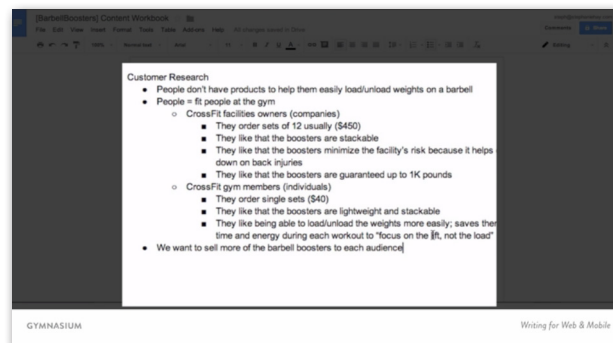 [BarbellBoosters] Content Workbook
File Edit View Insert Format Tools Table Add-ons Help All changes saved in Drive
Comments Share
100% Normal text Arial B I U A Editing
Customer Research
● People don't have products to help them easily load/unload weights on a barbell
● People = fit people at the gym
○ CrossFit facilities owners (companies)
■ They order sets of 12 usually ($450)
■ They like that the boosters are stackable
■ They like that the boosters minimize the facility's risk because it helps
down on back injuries
■ They like that the boosters are guaranteed up to 1K pounds
○ CrossFit gym members (individuals)
■ They order single sets ($40)
■ They like that the boosters are lightweight and stackable
■ They like being able to load/unload the weights more easily; saves
time and energy during each workout to "focus on the lift, not the load"
● We want to sell more of the barbell boosters to each audience
GYMNASIUM
Writing for Web & Mobile